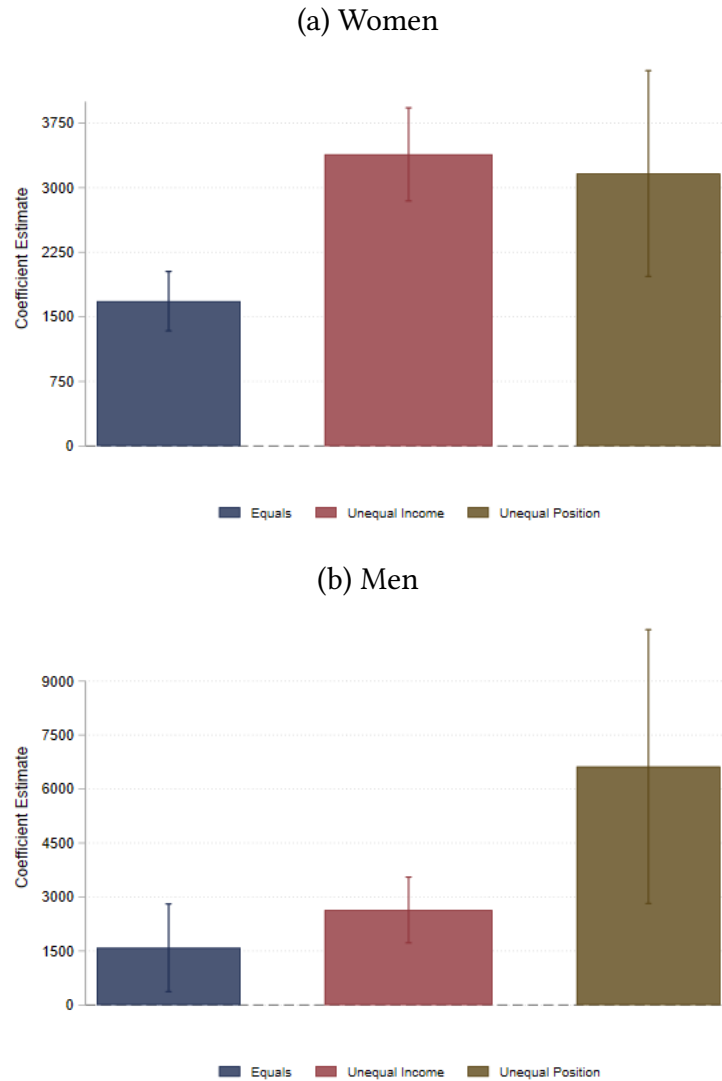 (a) Women
Coefficient Estimate
3750
3000
2250
1500
750
0
Equals Unequal Income Unequal Position
(b) Men
Coefficient Estimate
9000
7500
6000
4500
3000
1500
0
Equals Unequal Income Unequal Position